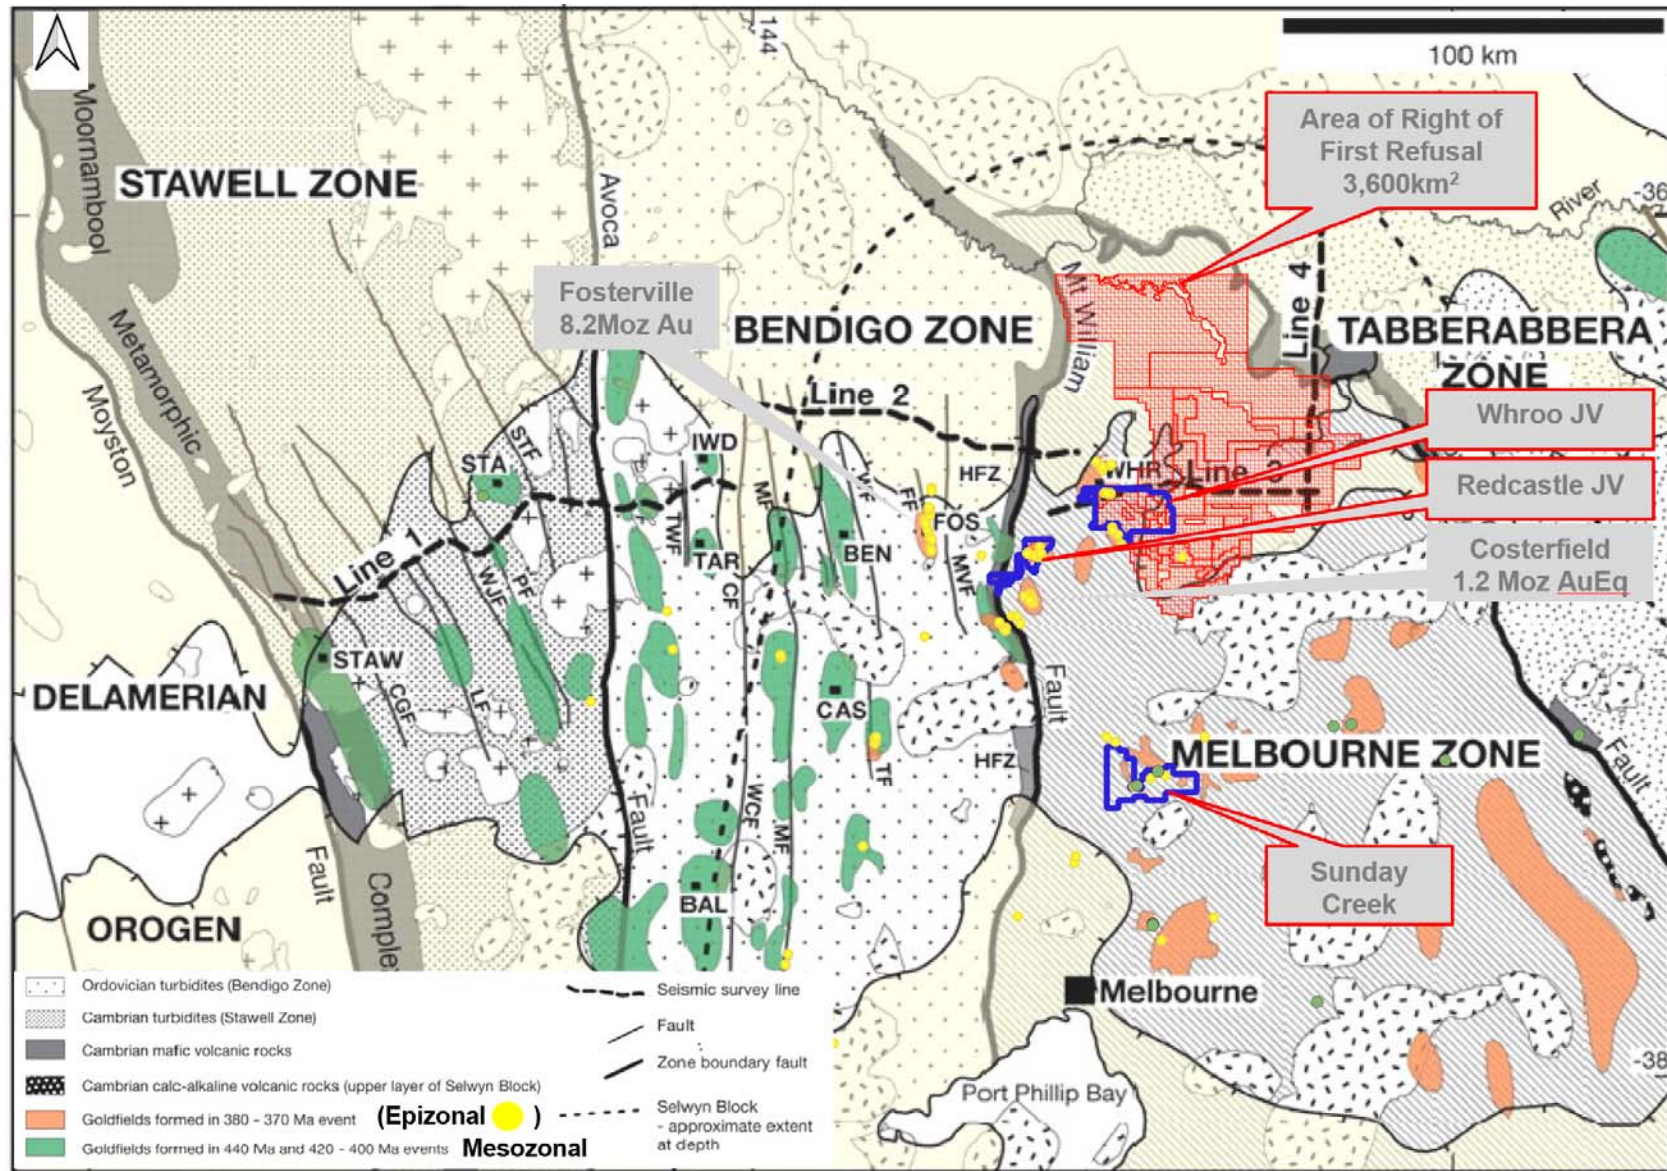 144
100 km
Area of Right of
First Refusal
3,600km²
Moornambool
STAWELL ZONE
Avoca
River
-36
Fosterville
8.2Moz Au
BENDIGO ZONE
Mt William
Line 4
TABBERABBERA
ZONE
Metamorphic
Moyston
Line 2
Whroo JV
STF
STA
IWD
HFZ
WHR
Line 3
Redcastle JV
MF
WF
FF
FOS
Line 1
TWF
TAR
CF
BEN
MVF
Costerfield
1.2 Moz AuEq
WJF
PF
STAW
CGF
LF
DELAMERIAN
CAS
Fault
TF
HFZ
MELBOURNE ZONE
Fault
WCF
MF
Fault
Sunday
Creek
Fault
BAL
OROGEN
Comple
Melbourne
Port Phillip Bay
-38
Ordovician turbidites (Bendigo Zone)
Cambrian turbidites (Stawell Zone)
Cambrian mafic volcanic rocks
Cambrian calc-alkaline volcanic rocks (upper layer of Selwyn Block)
Goldfields formed in 380 - 370 Ma event (Epizonal )
Goldfields formed in 440 Ma and 420 - 400 Ma events Mesozonal
Seismic survey line
Fault
Zone boundary fault
Selwyn Block
- approximate extent
at depth